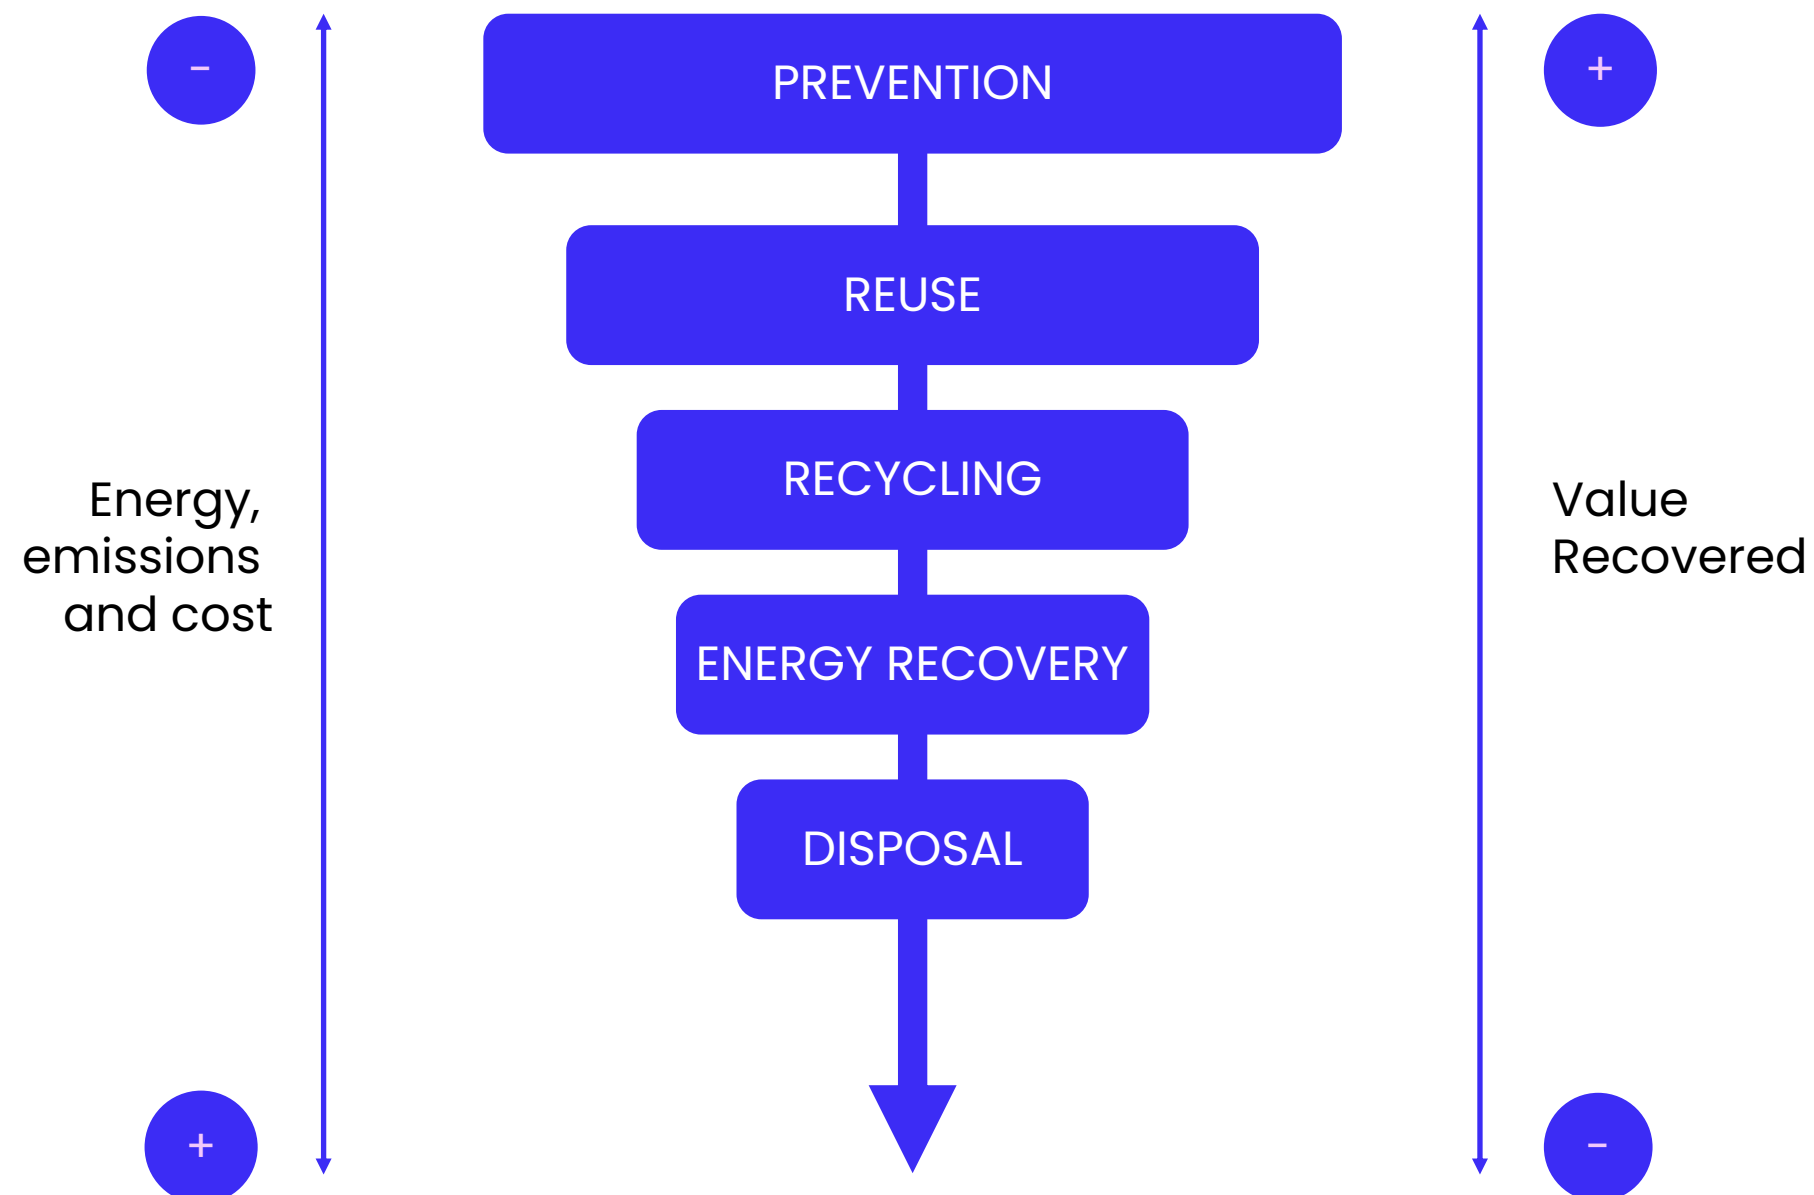 -
+
PREVENTION
REUSE
RECYCLING
Energy,
emissions
and cost
Value
Recovered
ENERGY RECOVERY
DISPOSAL
+
-